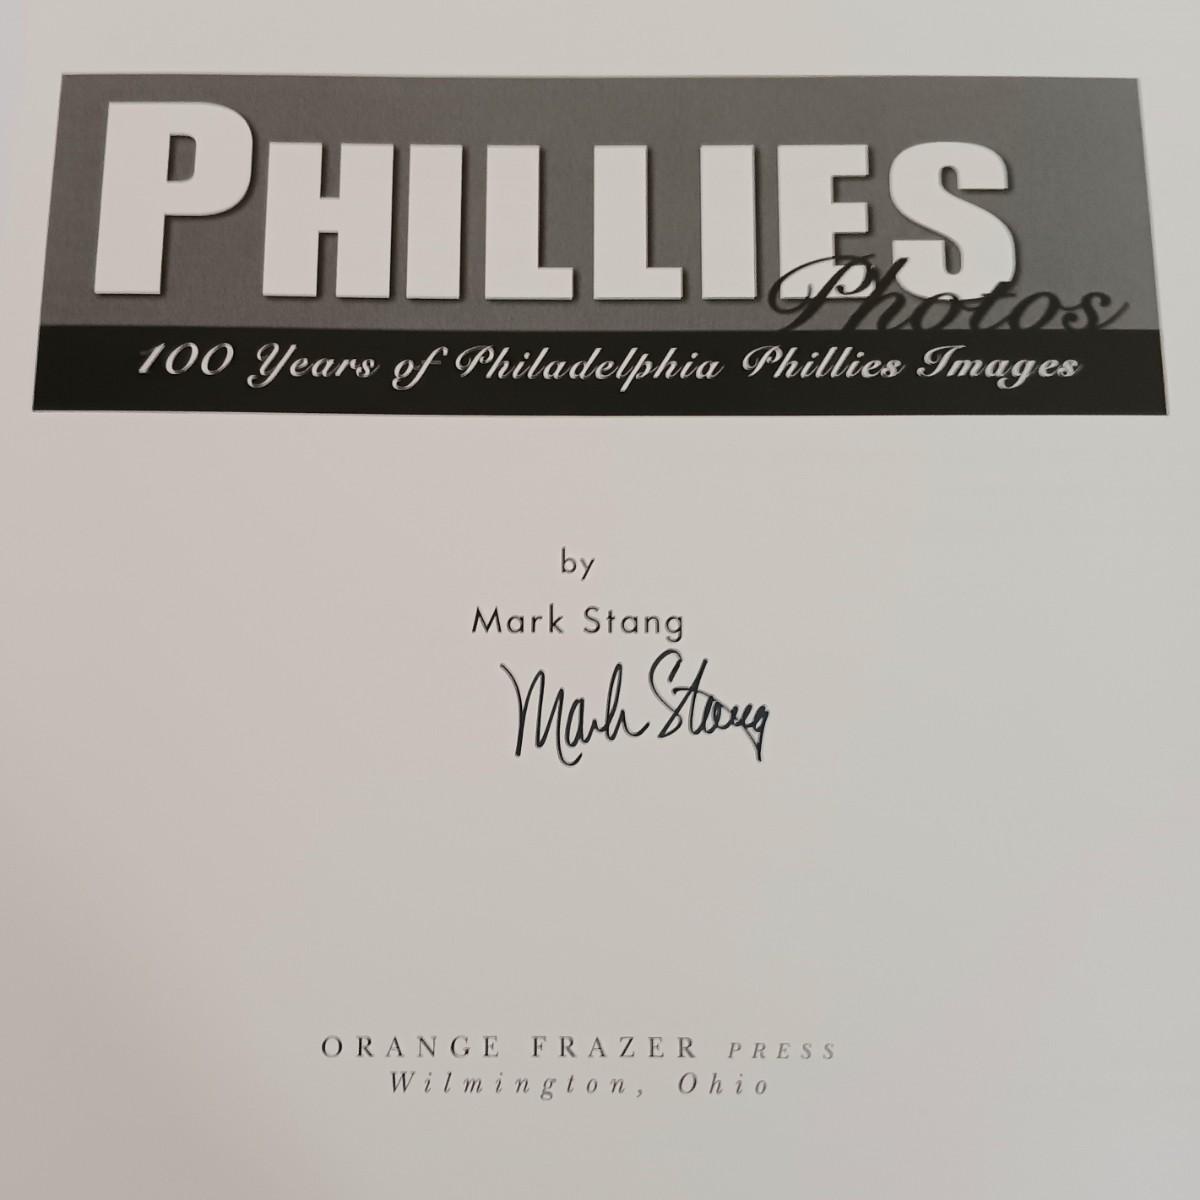 PHILLIES
Photos
100 Years of Philadelphia Phillies Images
by
Mark Stang
Mark Stang
ORANGE FRAZER PRESS
Wilmington, Ohio